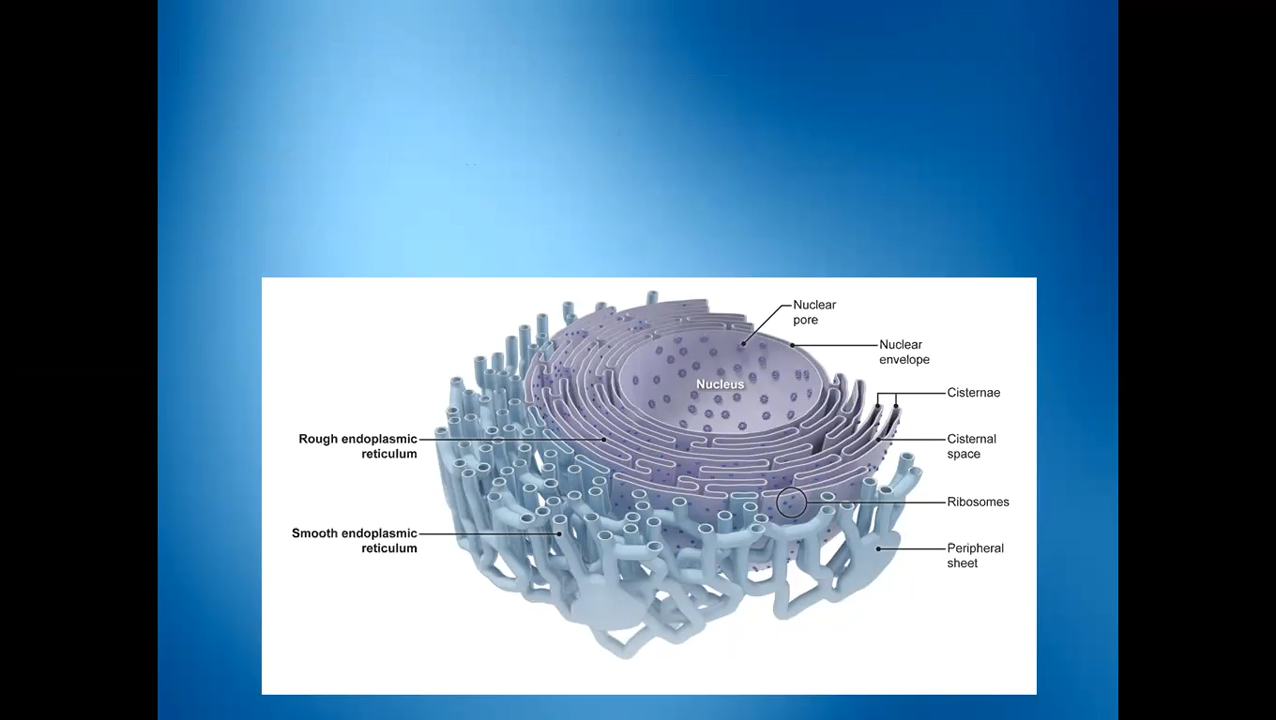 Nuclear
pore
Nuclear
envelope
Nucleus
Cisternae
Rough endoplasmic
reticulum
Cisternal
space
Ribosomes
Smooth endoplasmic
reticulum
Peripheral
sheet